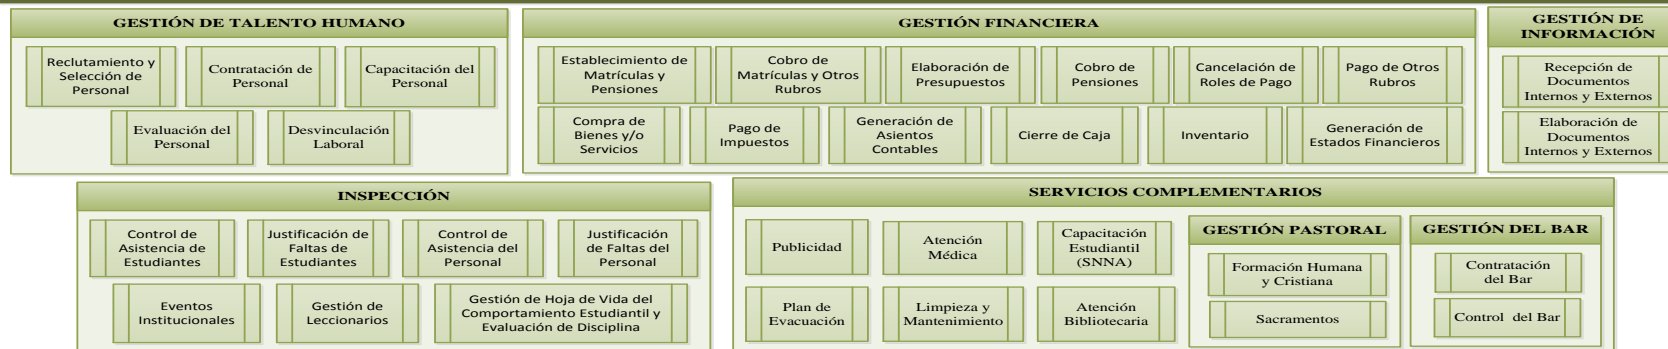 GESTIÓN DE TALENTO HUMANO
Reclutamiento y
Selección de
Personal
Contratación de
Personal
Capacitación del
Personal
Evaluación del
Personal
Desvinculación
Laboral
GESTIÓN FINANCIERA
Establecimiento de
Matrículas y
Pensiones
Cobro de
Matrículas y Otros
Rubros
Elaboración de
Presupuestos
Cobro de
Pensiones
Cancelación de
Roles de Pago
Pago de Otros
Rubros
Compra de
Bienes y/o
Servicios
Pago de
Impuestos
Generación de
Asientos
Contables
Cierre de Caja
Inventario
Generación de
Estados Financieros
GESTIÓN DE
INFORMACIÓN
Recepción de
Documentos
Internos y Externos
Elaboración de
Documentos
Internos y Externos
INSPECCIÓN
Control de
Asistencia de
Estudiantes
Justificación de
Faltas de
Estudiantes
Control de
Asistencia del
Personal
Justificación
de Faltas del
Personal
Eventos
Institucionales
Gestión de
Leccionarios
Gestión de Hoja de Vida del
Comportamiento Estudiantil y
Evaluación de Disciplina
SERVICIOS COMPLEMENTARIOS
Publicidad
Atención
Médica
Capacitación
Estudiantil
(SNNA)
Plan de
Evacuación
Limpieza y
Mantenimiento
Atención
Bibliotecaria
GESTIÓN PASTORAL
Formación Humana
y Cristiana
Sacramentos
GESTIÓN DEL BAR
Contratación
del Bar
Control del Bar